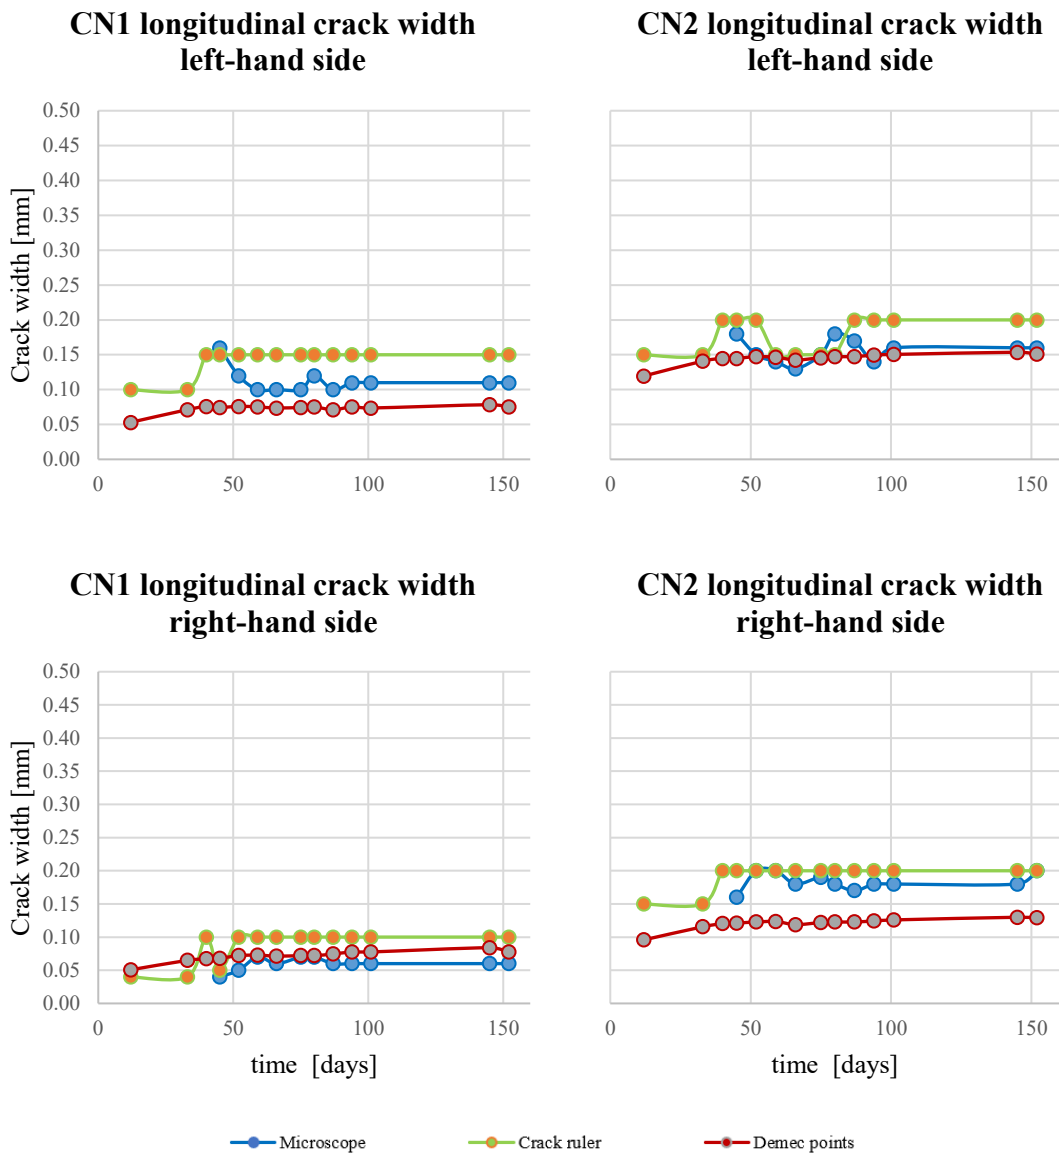 CN1 longitudinal crack width
left-hand side
CN2 longitudinal crack width
left-hand side
Crack width [mm]
0.50
0.45
0.40
0.35
0.30
0.25
0.20
0.15
0.10
0.05
0.00
0 50 100 150
0 50 100 150
CN1 longitudinal crack width
right-hand side
CN2 longitudinal crack width
right-hand side
Crack width [mm]
0.50
0.45
0.40
0.35
0.30
0.25
0.20
0.15
0.10
0.05
0.00
0 50 100 150
0 50 100 150
time [days]
time [days]
Microscope Crack ruler Demec points